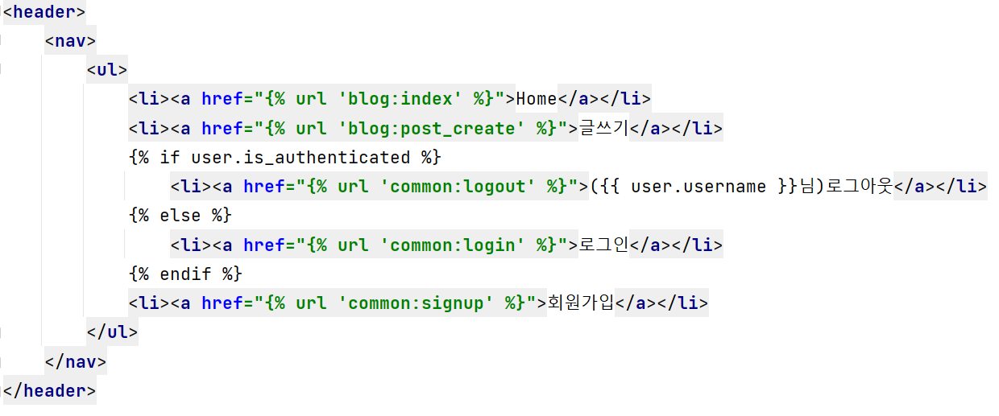 <header>
<nav>
<ul>
<li><a href="{% url 'blog:index' %}">Home</a></li>
<li><a href="{% url 'blog:post_create' %}">글쓰기</a></li>
{% if user.is_authenticated %}
<li><a href="{% url 'common:logout' %}">({{ user.username }}님)로그아웃</a></li>
{% else %}
<li><a href="{% url 'common:login' %}">로그인</a></li>
{% endif %}
<li><a href="{% url 'common:signup' %}">회원가입</a></li>
</ul>
</nav>
</header>